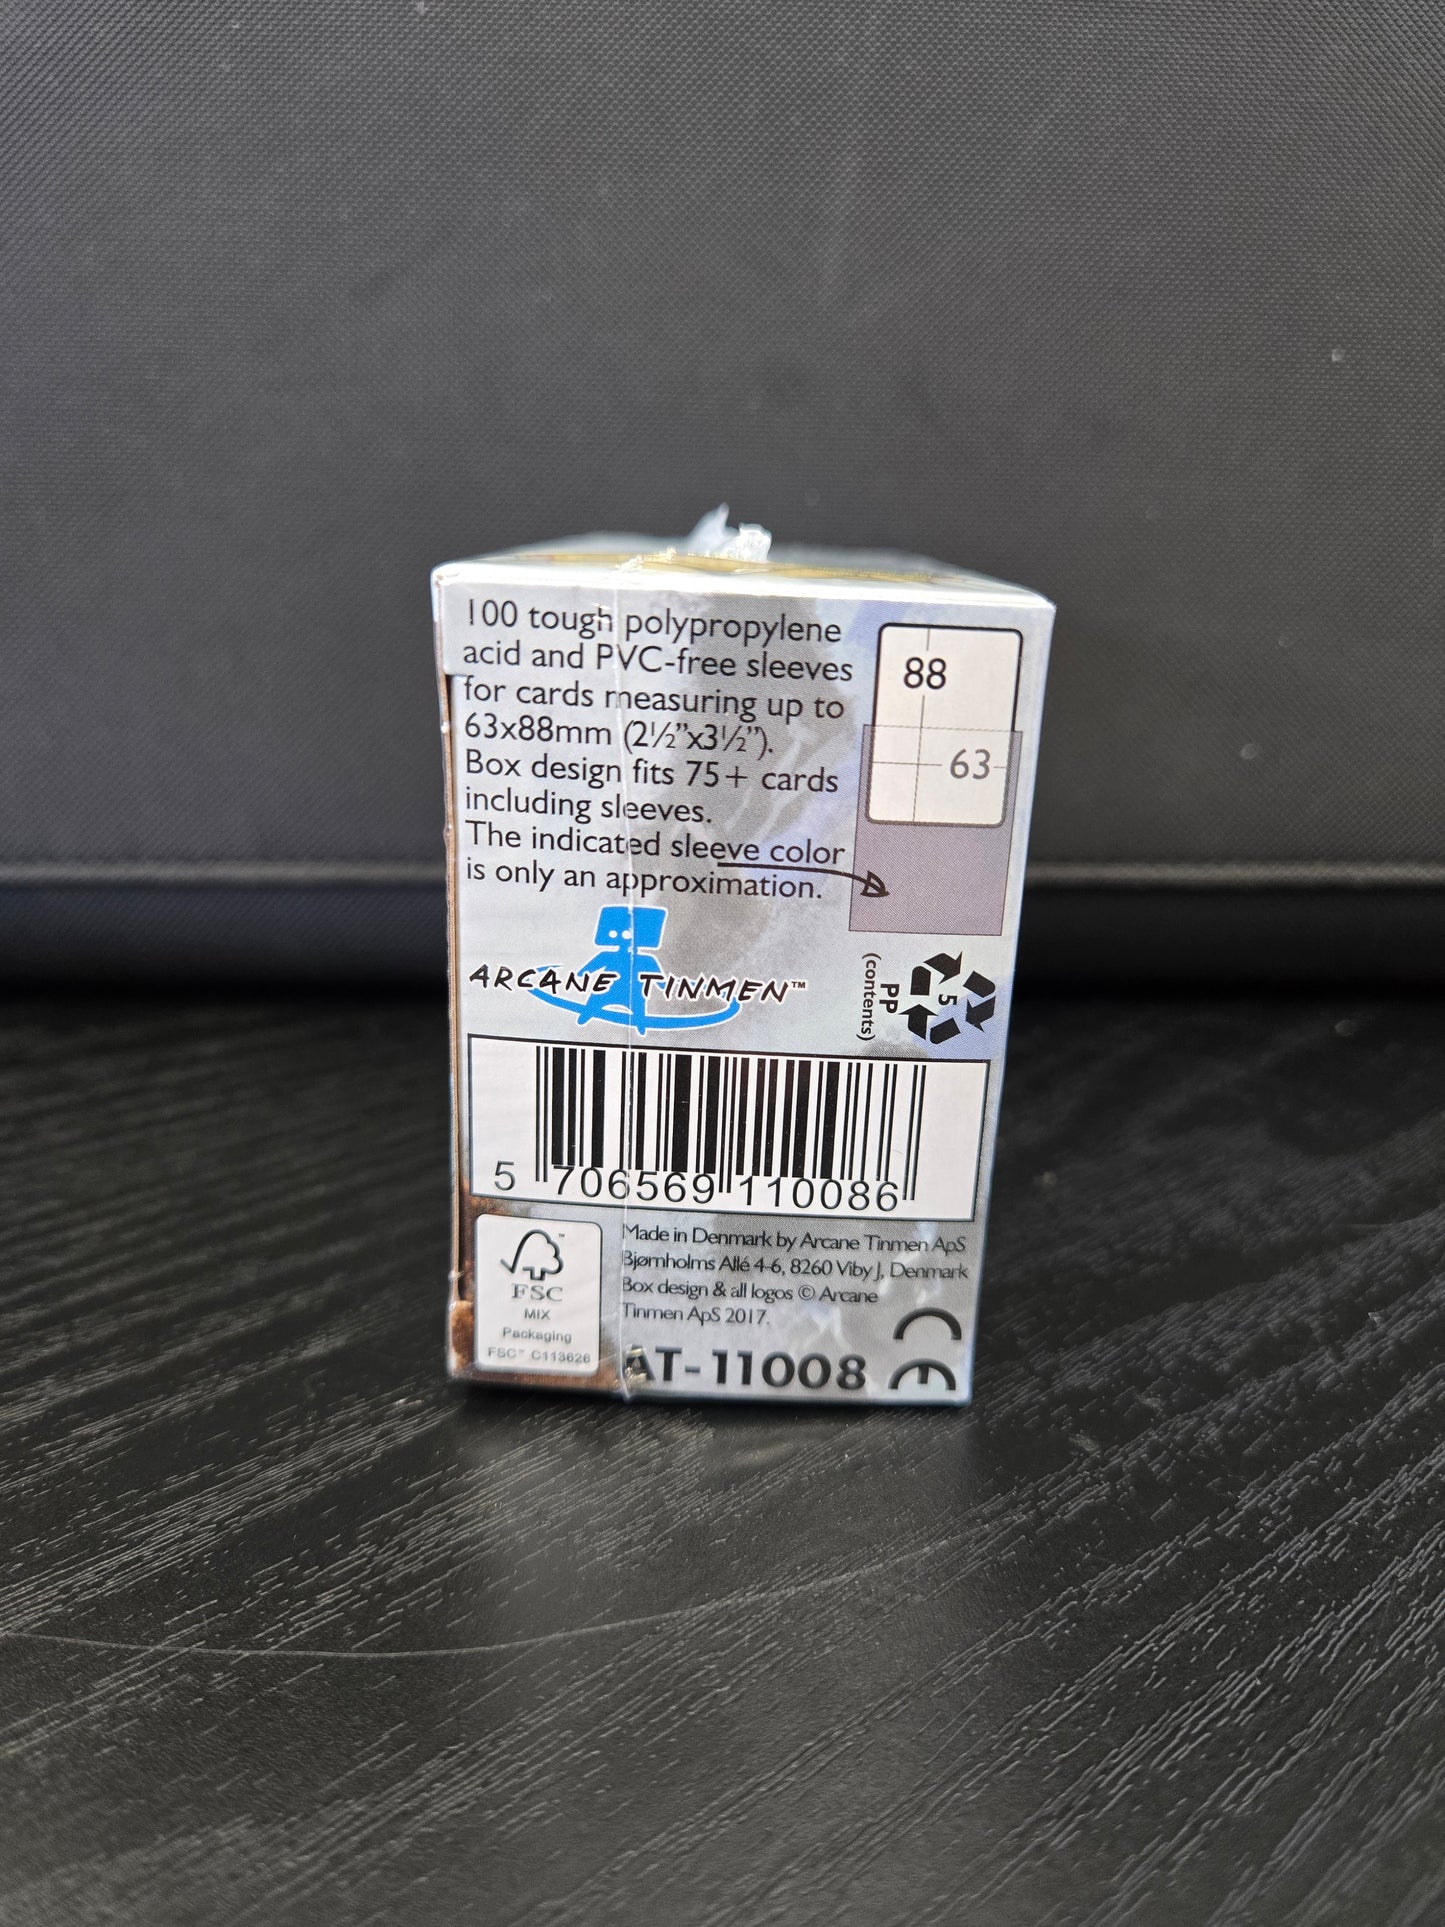 100 tough polypropylene
acid and PVC-free sleeves
for cards measuring up to
63x88mm (2½”x3½”).
Box design fits 75+ cards
including sleeves.
The indicated sleeve color
is only an approximation.
88
63
ARCANE TINMEN™
5
PP
(contents)
5 706569 110086
FSC™
MIX
Packaging
FSC™ C113626
Made in Denmark by Arcane Tinmen ApS
Bjørnholms Allé 4-6, 8260 Viby J, Denmark
Box design & all logos © Arcane
Tinmen ApS 2017.
AT-11008 CE